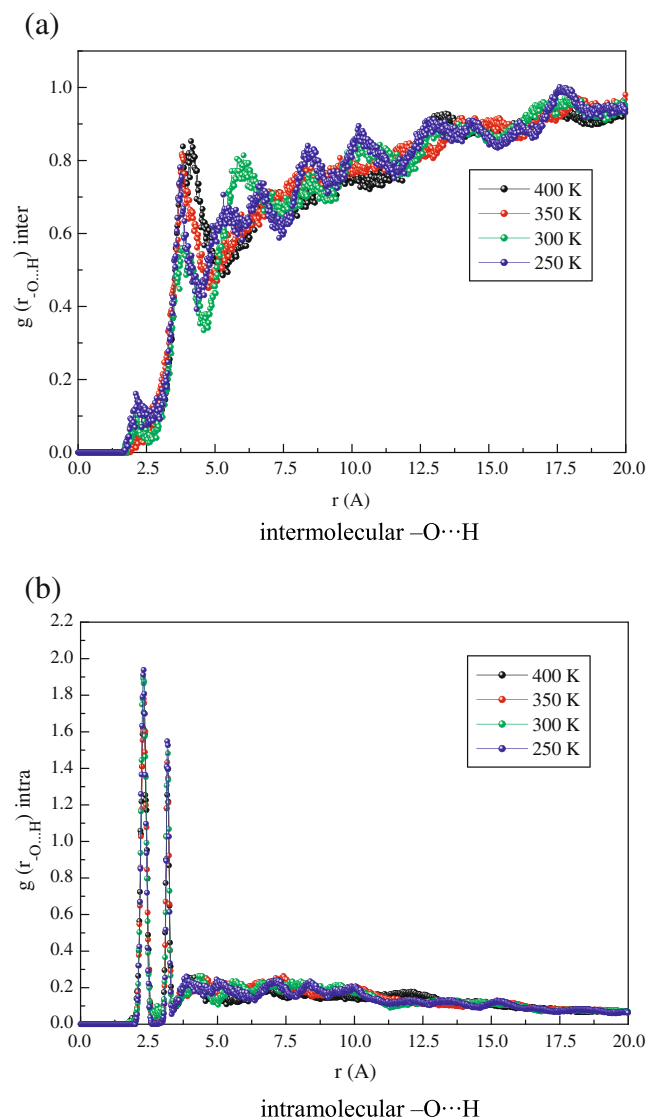 (a)
1.0
0.8
0.6
0.4
0.2
0.0
g (r-O...H) inter
400 K
350 K
300 K
250 K
0.0 2.5 5.0 7.5 10.0 12.5 15.0 17.5 20.0
r (A)
intermolecular –O···H
(b)
2.2
2.0
1.8
1.6
1.4
1.2
1.0
0.8
0.6
0.4
0.2
0.0
g (r-O...H) intra
400 K
350 K
300 K
250 K
0.0 2.5 5.0 7.5 10.0 12.5 15.0 17.5 20.0
r (A)
intramolecular –O···H